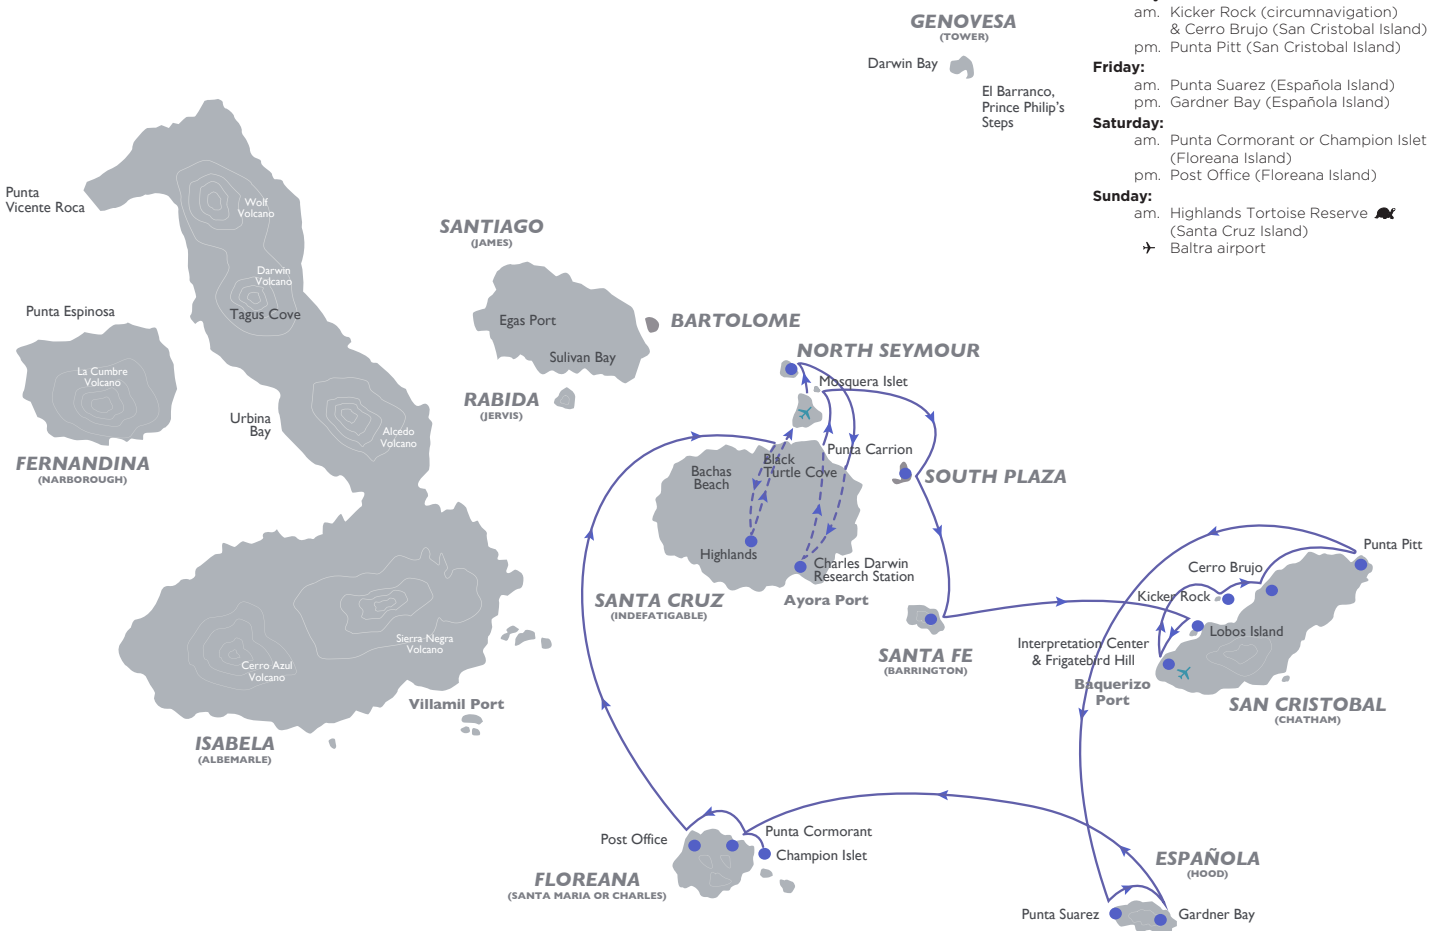 GENOVESA
(TOWER)
Darwin Bay
El Barranco,
Prince Philip's
Steps
am. Kicker Rock (circumnavigation)
& Cerro Brujo (San Cristobal Island)
pm. Punta Pitt (San Cristobal Island)
Friday:
am. Punta Suarez (Española Island)
pm. Gardner Bay (Española Island)
Saturday:
am. Punta Cormorant or Champion Islet
(Floreana Island)
pm. Post Office (Floreana Island)
Sunday:
am. Highlands Tortoise Reserve
(Santa Cruz Island)
Baltra airport
Punta
Vicente Roca
Wolf
Volcano
Darwin
Volcano
Tagus Cove
Punta Espinosa
La Cumbre
Volcano
FERNANDINA
(NARBOROUGH)
Urbina
Bay
Alcedo
Volcano
SANTIAGO
(JAMES)
Egas Port
Sulivan Bay
BARTOLOME
RABIDA
(JERVIS)
NORTH SEYMOUR
Mosquera Islet
Punta Carrion
Black
Turtle Cove
Bachas
Beach
SOUTH PLAZA
Highlands
Charles Darwin
Research Station
SANTA CRUZ
(INDEFATIGABLE)
Ayora Port
Sierra Negra
Volcano
Cerro Azul
Volcano
Villamil Port
ISABELA
(ALBEMARLE)
SANTA FE
(BARRINGTON)
Punta Pitt
Cerro Brujo
Kicker Rock
Lobos Island
Interpretation Center
& Frigatebird Hill
Baquerizo
Port
SAN CRISTOBAL
(CHATHAM)
Post Office
Punta Cormorant
Champion Islet
FLOREANA
(SANTA MARIA OR CHARLES)
ESPAÑOLA
(HOOD)
Punta Suarez
Gardner Bay